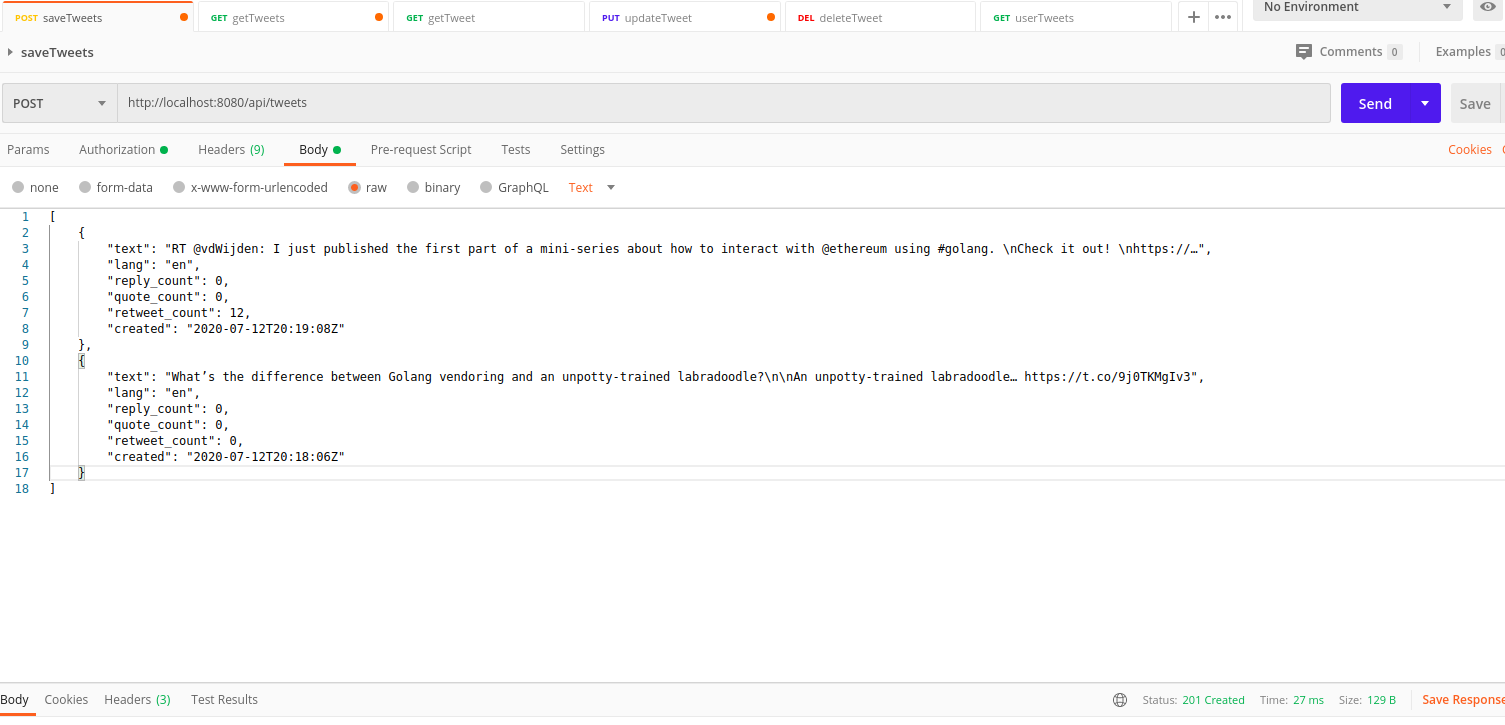 POST saveTweets GET getTweets GET getTweet PUT updateTweet DEL deleteTweet GET userTweets + ••• No Environment
saveTweets Comments 0 Examples 0
POST http://localhost:8080/api/tweets Send Save
Params Authorization Headers (9) Body Pre-request Script Tests Settings Cookies
none form-data x-www-form-urlencoded raw binary GraphQL Text
1 [
2 {
3 "text": "RT @vdWijden: I just published the first part of a mini-series about how to interact with @ethereum using #golang. \nCheck it out! \nhttps://…",
4 "lang": "en",
5 "reply_count": 0,
6 "quote_count": 0,
7 "retweet_count": 12,
8 "created": "2020-07-12T20:19:08Z"
9 },
10 {
11 "text": "What’s the difference between Golang vendoring and an unpotty-trained labradoodle?\n\nAn unpotty-trained labradoodle… https://t.co/9j0TKMgIv3",
12 "lang": "en",
13 "reply_count": 0,
14 "quote_count": 0,
15 "retweet_count": 0,
16 "created": "2020-07-12T20:18:06Z"
17 }
18 ]
Body Cookies Headers (3) Test Results Status: 201 Created Time: 27 ms Size: 129 B Save Response